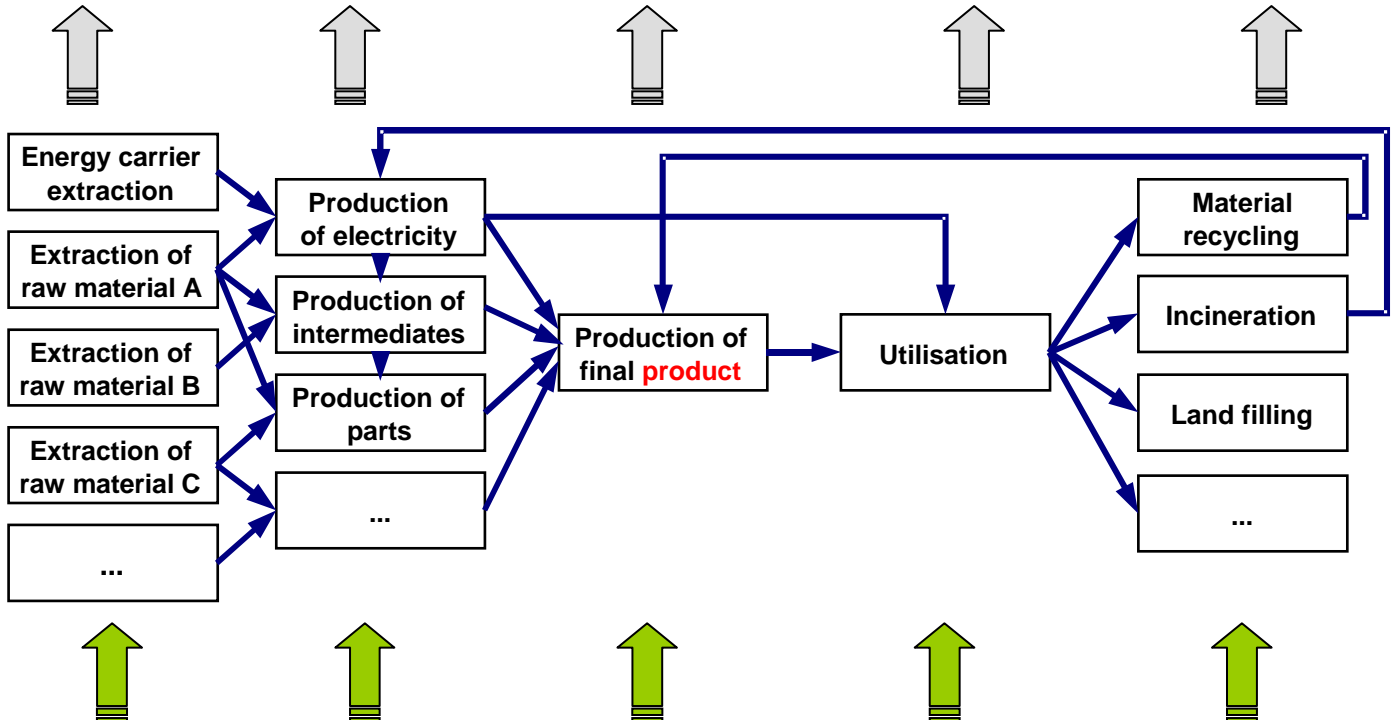 Energy carrier
extraction
Extraction of
raw material A
Extraction of
raw material B
Extraction of
raw material C
...
Production
of electricity
Production of
intermediates
Production of
parts
...
Production of
final product
Utilisation
Material
recycling
Incineration
Land filling
...